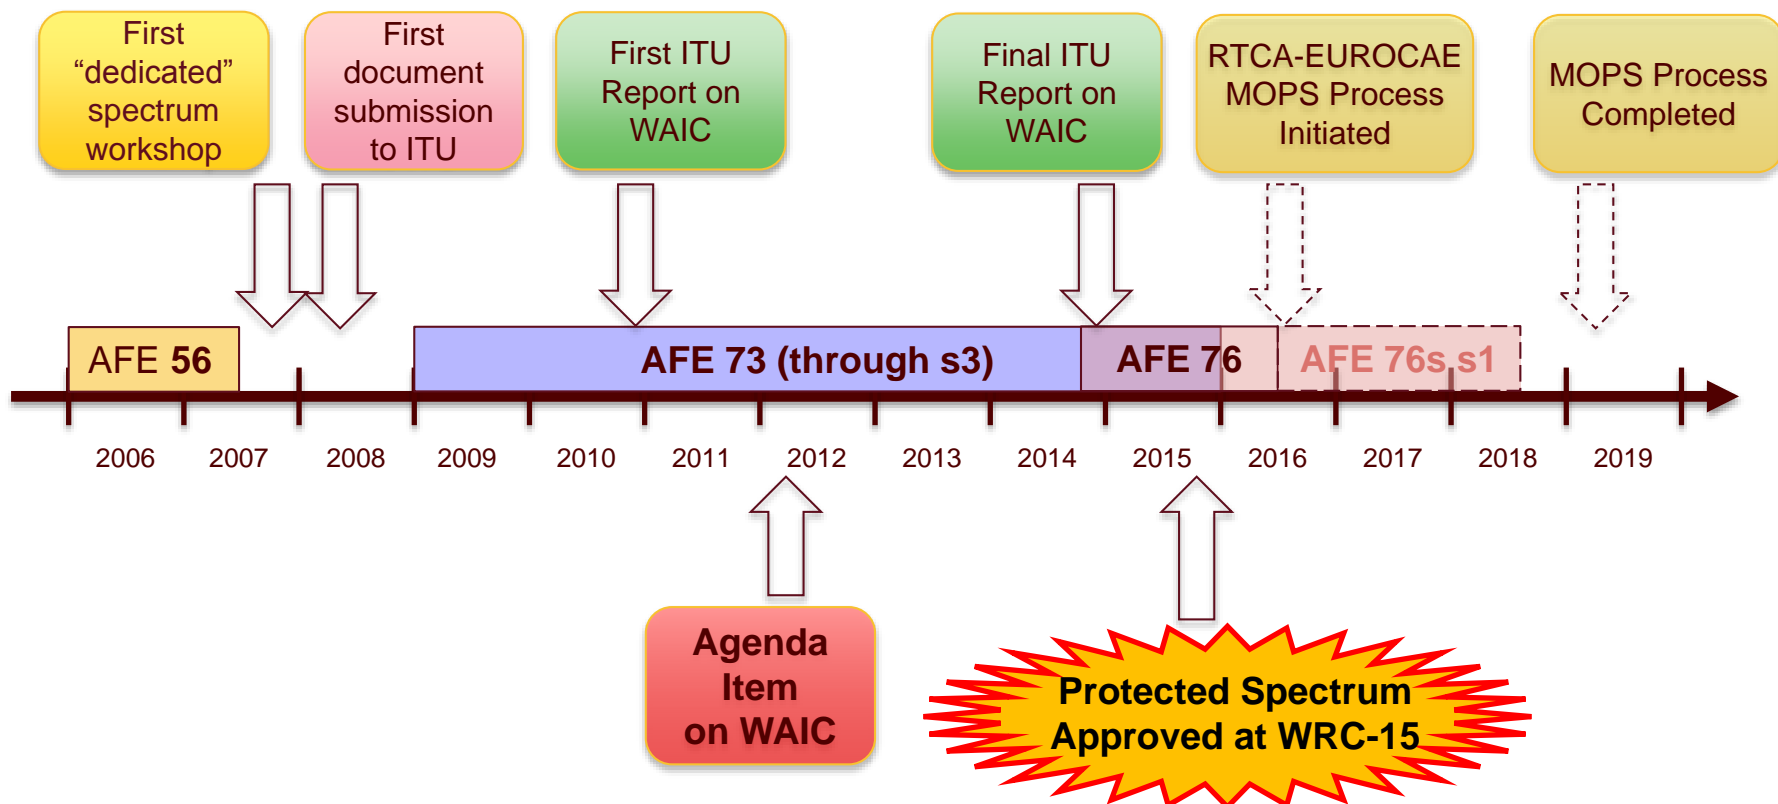 First
“dedicated”
spectrum
workshop
First
document
submission
to ITU
First ITU
Report on
WAIC
Final ITU
Report on
WAIC
RTCA-EUROCAE
MOPS Process
Initiated
MOPS Process
Completed
AFE 56
AFE 73 (through s3)
AFE 76
AFE 76s s1
2006
2007
2008
2009
2010
2011
2012
2013
2014
2015
2016
2017
2018
2019
Agenda
Item
on WAIC
Protected Spectrum
Approved at WRC-15